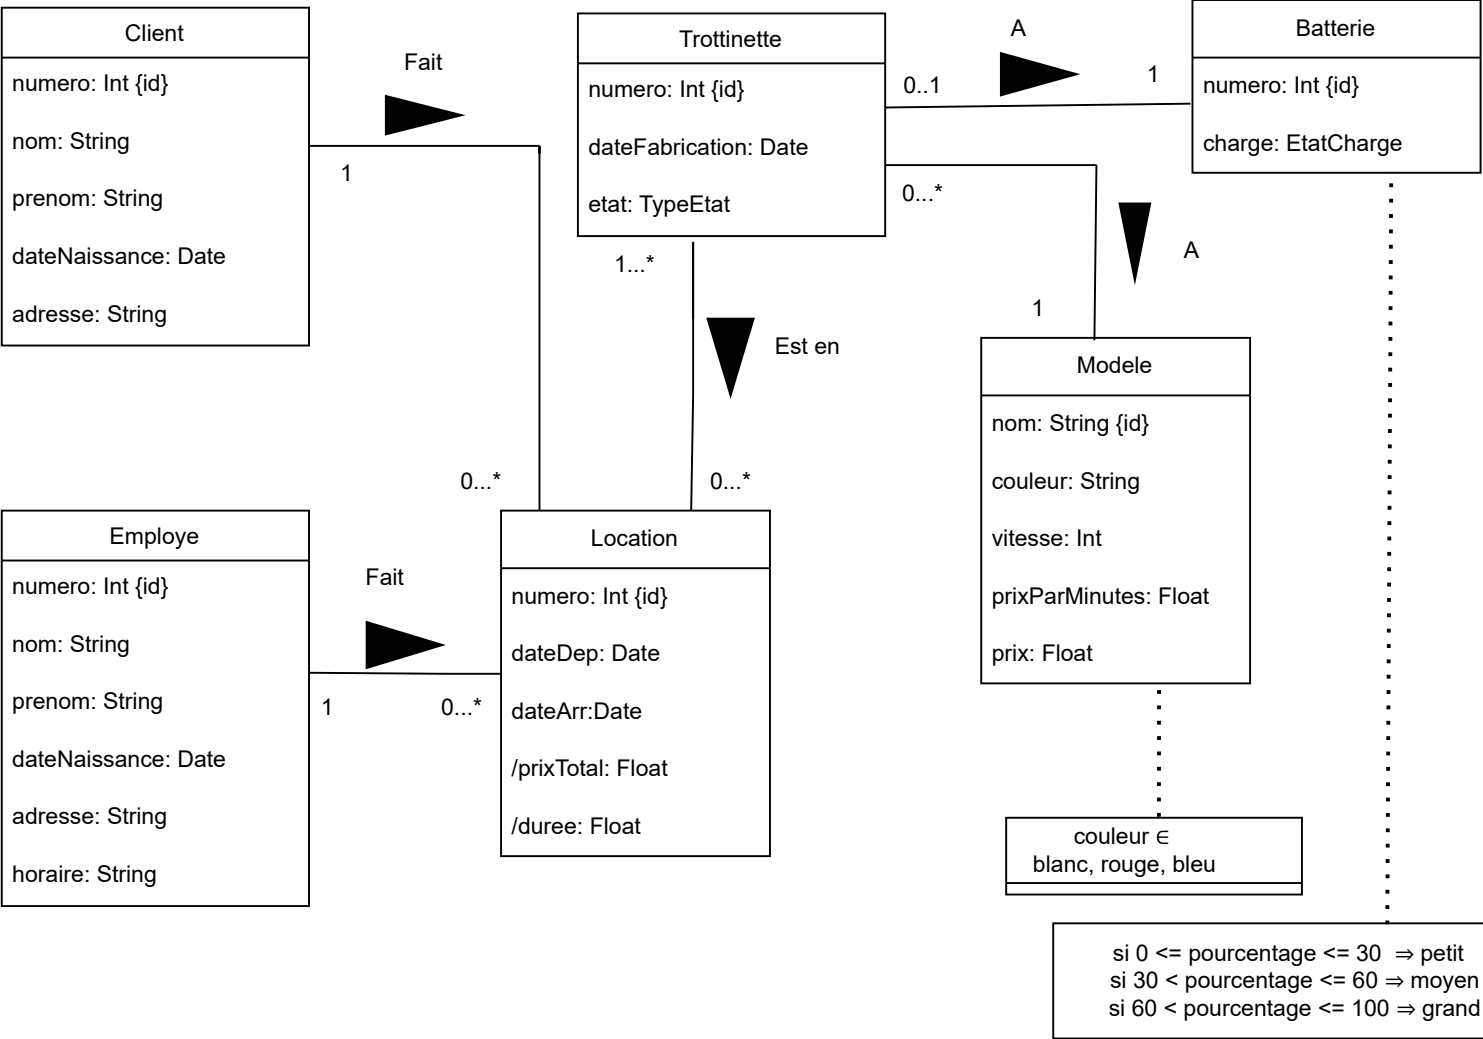 Client
numero: Int {id}
nom: String
prenom: String
dateNaissance: Date
adresse: String
Fait
1
0...*
Trottinette
numero: Int {id}
dateFabrication: Date
etat: TypeEtat
A
0..1
1
Batterie
numero: Int {id}
charge: EtatCharge
0...*
A
1
1...*
Est en
0...*
Modele
nom: String {id}
couleur: String
vitesse: Int
prixParMinutes: Float
prix: Float
Employe
numero: Int {id}
nom: String
prenom: String
dateNaissance: Date
adresse: String
horaire: String
Fait
1
0...*
Location
numero: Int {id}
dateDep: Date
dateArr:Date
/prixTotal: Float
/duree: Float
couleur ∈
blanc, rouge, bleu
si 0 <= pourcentage <= 30 ⇒ petit
si 30 < pourcentage <= 60 ⇒ moyen
si 60 < pourcentage <= 100 ⇒ grand